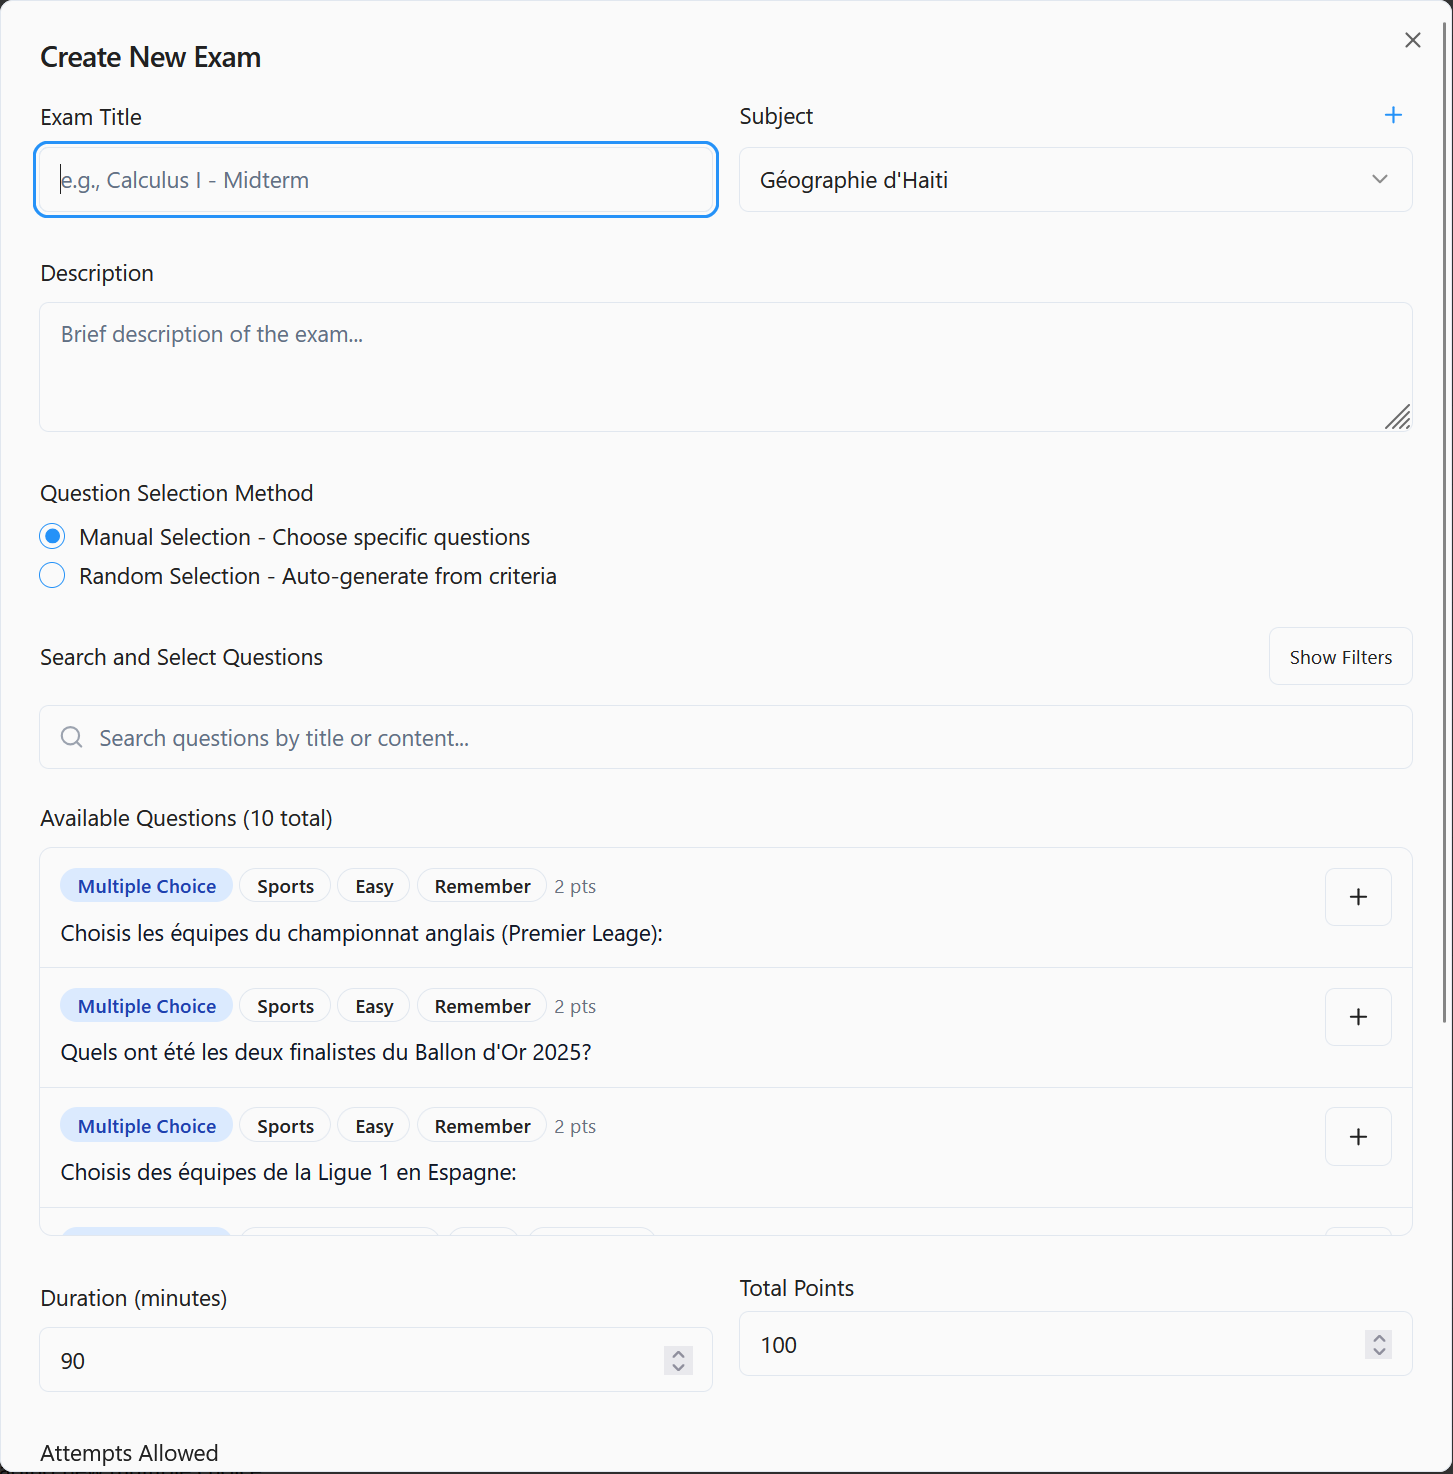 Create New Exam
Exam Title
Subject
e.g., Calculus I - Midterm
Géographie d'Haiti
Description
Brief description of the exam...
Question Selection Method
Manual Selection - Choose specific questions
Random Selection - Auto-generate from criteria
Search and Select Questions
Show Filters
Search questions by title or content...
Available Questions (10 total)
Multiple Choice Sports Easy Remember 2 pts
Choisis les équipes du championnat anglais (Premier Leage):
Multiple Choice Sports Easy Remember 2 pts
Quels ont été les deux finalistes du Ballon d'Or 2025?
Multiple Choice Sports Easy Remember 2 pts
Choisis des équipes de la Ligue 1 en Espagne:
Duration (minutes)
Total Points
90
100
Attempts Allowed